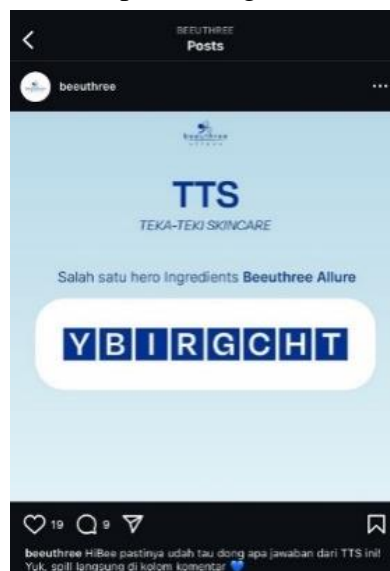 BEEUTHREE
Posts
beeuthree
beeuthree
TTS
TEKA-TEKI SKINCARE
Salah satu hero Ingredients Beeuthree Allure
YBIRGCHT
19 9
beeuthree HiBee pastinya udah tau dong apa jawaban dari TTS ini!
Yuk, spill langsung di kolom komentar 💙